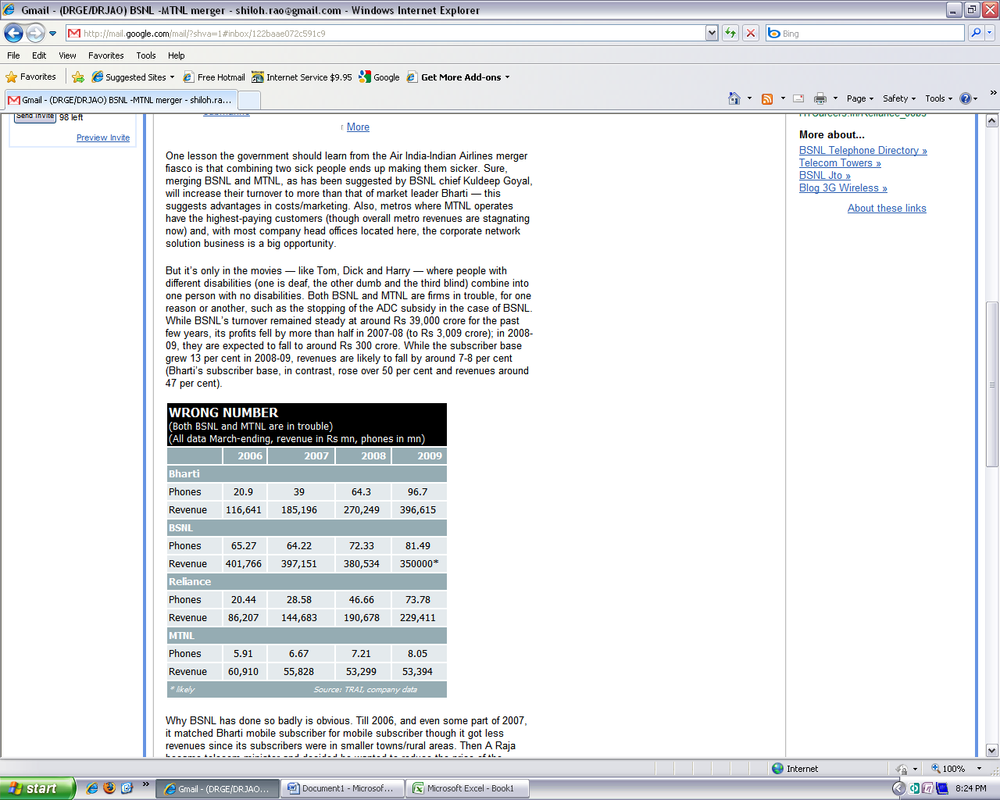 Gmail - (DRGE/DRJAO) BSNL -MTNL merger - shiloh.rao@gmail.com - Windows Internet Explorer
http://mail.google.com/mail/?shva=1#inbox/122baae072c591c9
Bing
File Edit View Favorites Tools Help
Favorites Suggested Sites Free Hotmail Internet Service $9.95 Google Get More Add-ons
Gmail - (DRGE/DRJAO) BSNL -MTNL merger - shiloh.ra...
Page Safety Tools
Send Invite 98 left
Preview Invite
More
One lesson the government should learn from the Air India-Indian Airlines merger
fiasco is that combining two sick people ends up making them sicker. Sure,
merging BSNL and MTNL, as has been suggested by BSNL chief Kuldeep Goyal,
will increase their turnover to more than that of market leader Bharti — this
suggests advantages in costs/marketing. Also, metros where MTNL operates
have the highest-paying customers (though overall metro revenues are stagnating
now) and, with most company head offices located here, the corporate network
solution business is a big opportunity.
But it's only in the movies — like Tom, Dick and Harry — where people with
different disabilities (one is deaf, the other dumb and the third blind) combine into
one person with no disabilities. Both BSNL and MTNL are firms in trouble, for one
reason or another, such as the stopping of the ADC subsidy in the case of BSNL.
While BSNL's turnover remained steady at around Rs 39,000 crore for the past
few years, its profits fell by more than half in 2007-08 (to Rs 3,009 crore); in 2008-
09, they are expected to fall to around Rs 300 crore. While the subscriber base
grew 13 per cent in 2008-09, revenues are likely to fall by around 7-8 per cent
(Bharti's subscriber base, in contrast, rose over 50 per cent and revenues around
47 per cent).
WRONG NUMBER
(Both BSNL and MTNL are in trouble)
(All data March-ending, revenue in Rs mn, phones in mn)
2006 2007 2008 2009
Bharti
Phones 20.9 39 64.3 96.7
Revenue 116,641 185,196 270,249 396,615
BSNL
Phones 65.27 64.22 72.33 81.49
Revenue 401,766 397,151 380,534 350000*
Reliance
Phones 20.44 28.58 46.66 73.78
Revenue 86,207 144,683 190,678 229,411
MTNL
Phones 5.91 6.67 7.21 8.05
Revenue 60,910 55,828 53,299 53,394
* likely Source: TRAI, company data
Why BSNL has done so badly is obvious. Till 2006, and even some part of 2007,
it matched Bharti mobile subscriber for mobile subscriber though it got less
revenues since its subscribers were in smaller towns/rural areas. Then A Raja
became telecom minister and decided he wanted to reduce the price of the
More about...
BSNL Telephone Directory »
Telecom Towers »
BSNL Jto »
Blog 3G Wireless »
About these links
Internet 100%
start Gmail - (DRGE/DRJAO... Document1 - Microsof... Microsoft Excel - Book1 8:24 PM